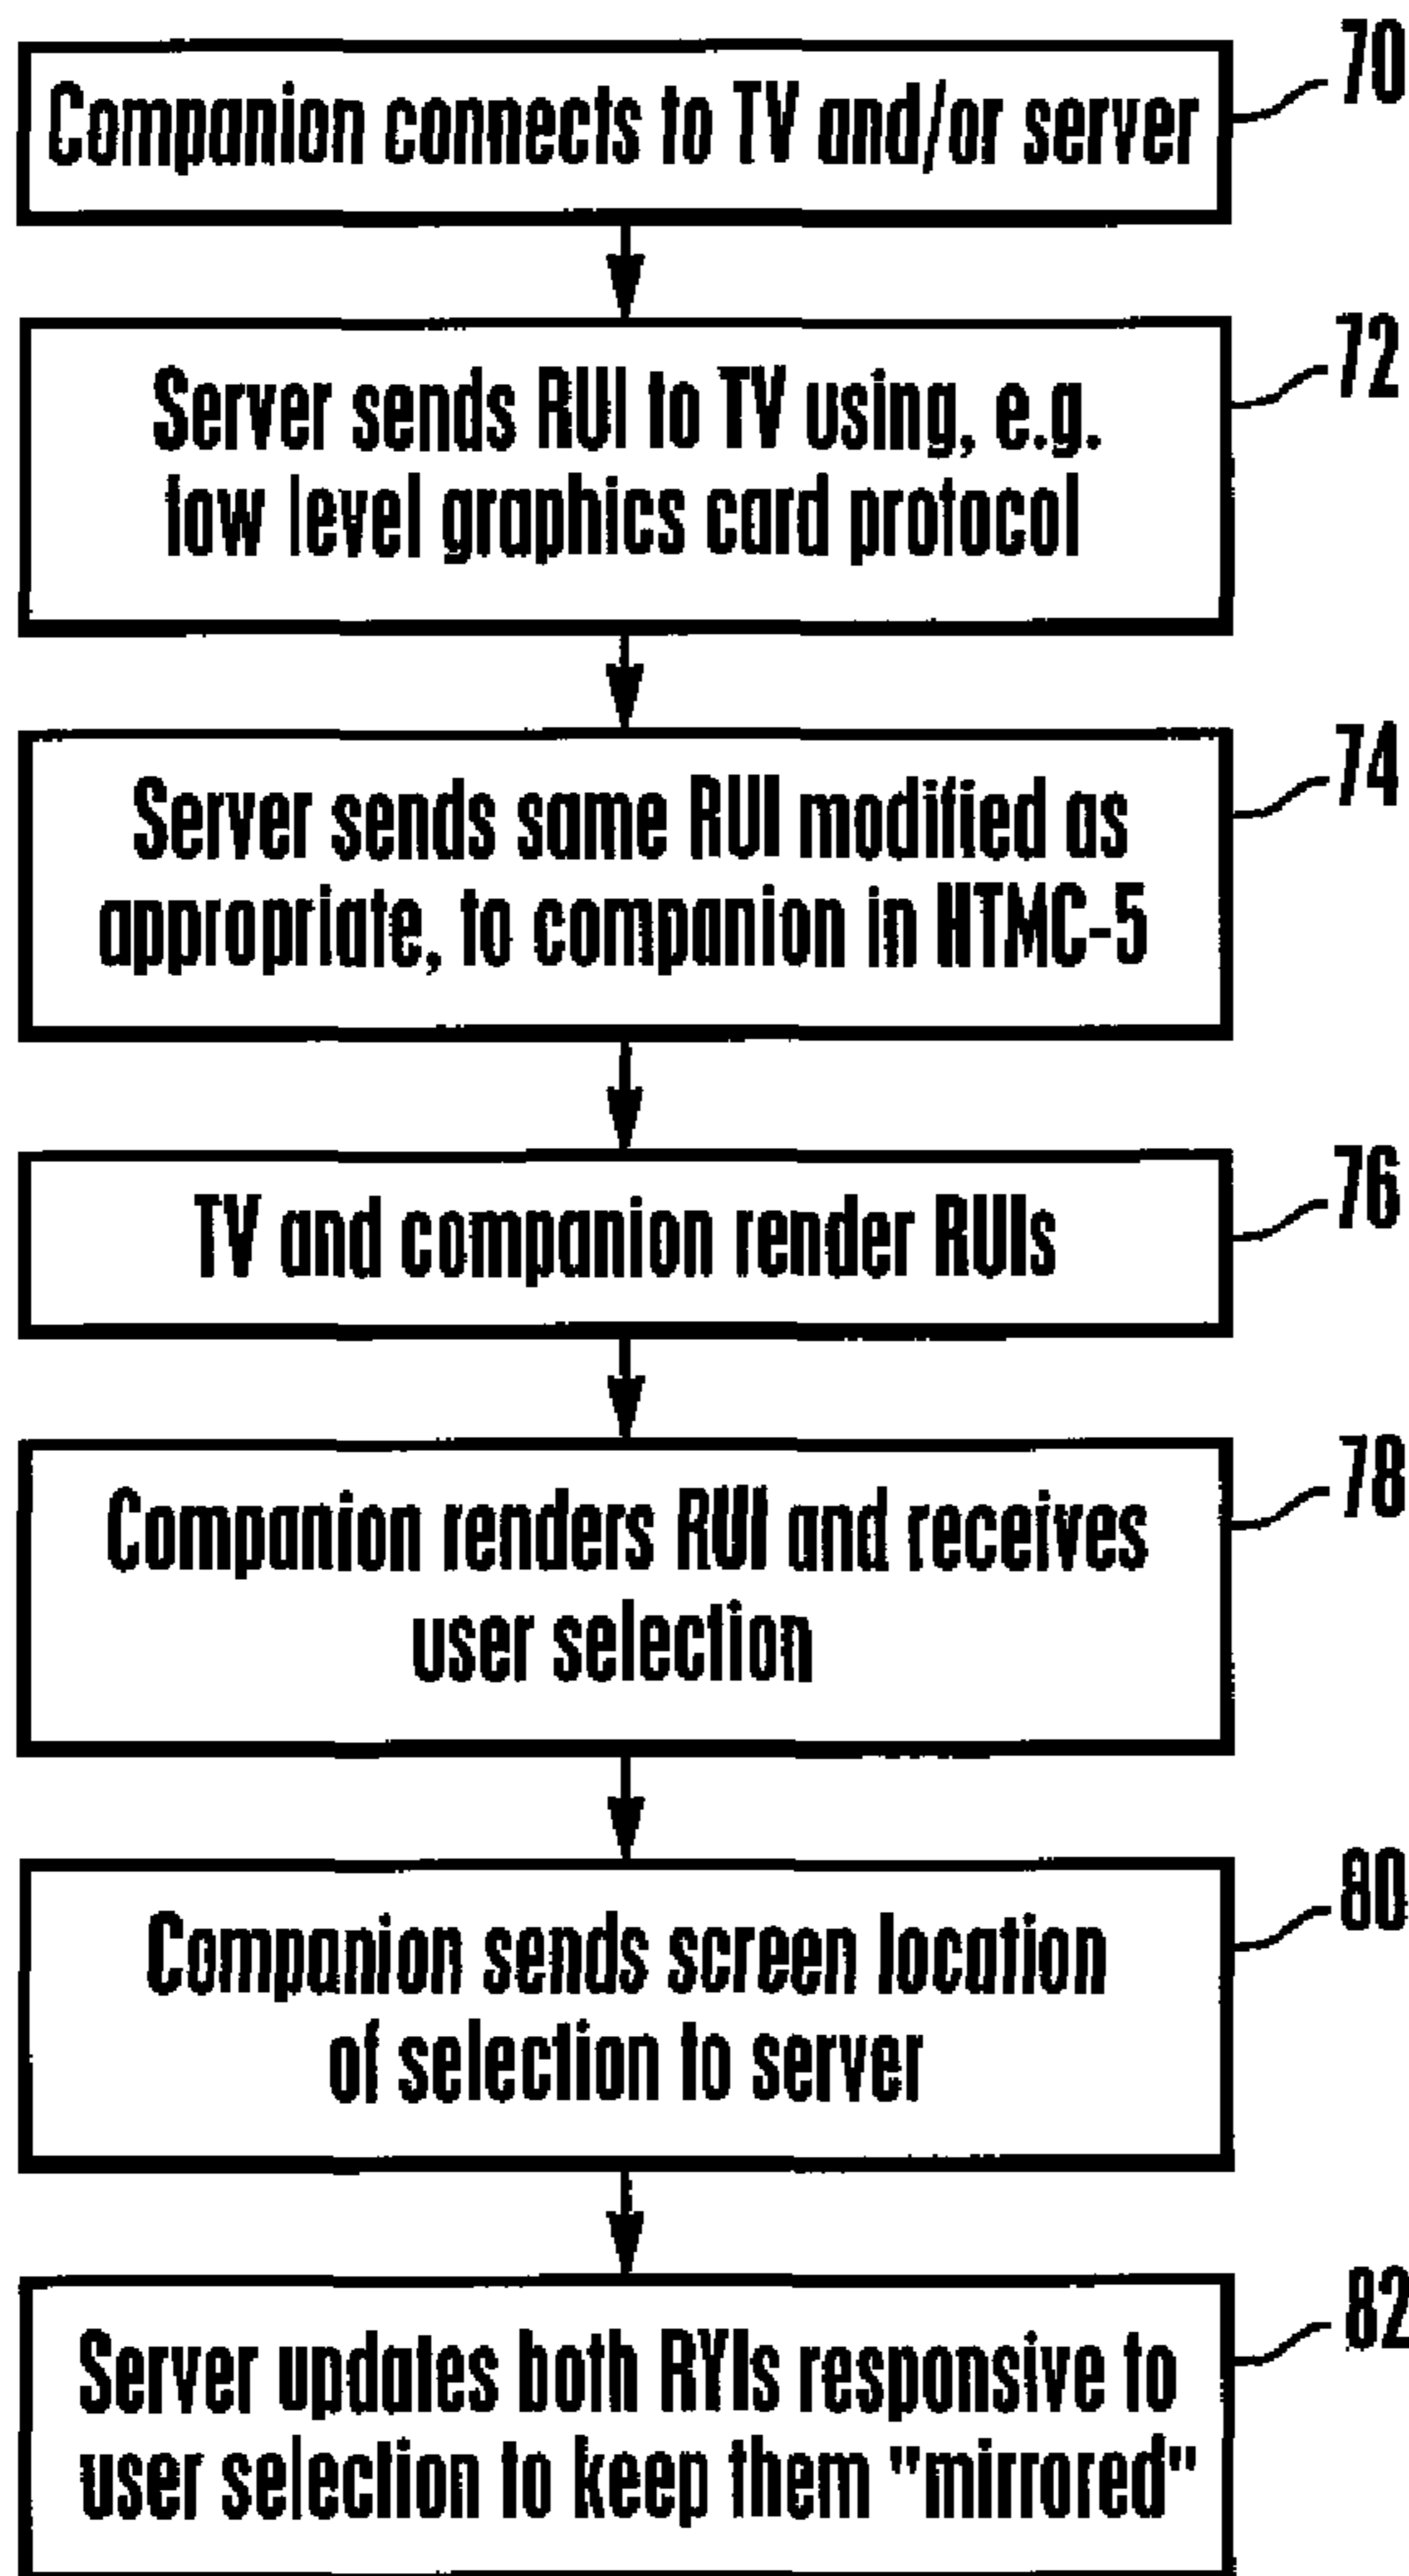 Companion connects to TV and/or server
70
Server sends RUI to TV using, e.g.
low level graphics card protocol
72
Server sends same RUI modified as
appropriate, to companion in HTMC-5
74
TV and companion render RUIs
76
Companion renders RUI and receives
user selection
78
Companion sends screen location
of selection to server
80
Server updates both RYIs responsive to
user selection to keep them "mirrored"
82